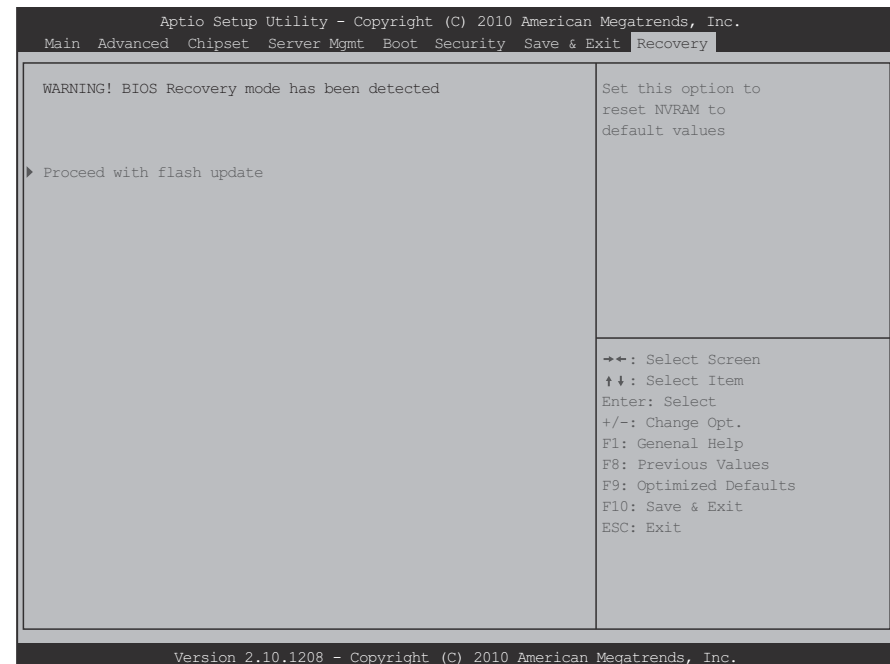 Aptio Setup Utility - Copyright (C) 2010 American Megatrends, Inc.
Main Advanced Chipset Server Mgmt Boot Security Save & Exit Recovery
WARNING! BIOS Recovery mode has been detected
Proceed with flash update
Set this option to
reset NVRAM to
default values
→←: Select Screen
↑↓: Select Item
Enter: Select
+/-: Change Opt.
F1: Genenal Help
F8: Previous Values
F9: Optimized Defaults
F10: Save & Exit
ESC: Exit
Version 2.10.1208 - Copyright (C) 2010 American Megatrends, Inc.